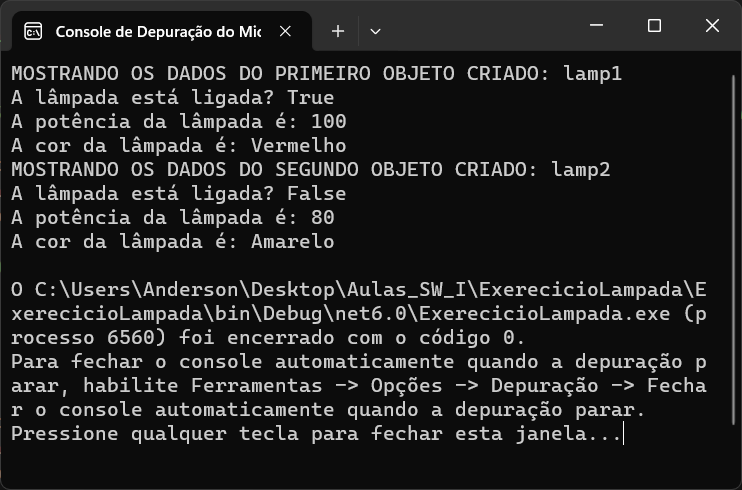 Console de Depuração do Mic
MOSTRANDO OS DADOS DO PRIMEIRO OBJETO CRIADO: lamp1
A lâmpada está ligada? True
A potência da lâmpada é: 100
A cor da lâmpada é: Vermelho
MOSTRANDO OS DADOS DO SEGUNDO OBJETO CRIADO: lamp2
A lâmpada está ligada? False
A potência da lâmpada é: 80
A cor da lâmpada é: Amarelo
O C:\Users\Anderson\Desktop\Aulas_SW_I\ExerecicioLampada\E
xerecicioLampada\bin\Debug\net6.0\ExerecicioLampada.exe (p
rocesso 6560) foi encerrado com o código 0.
Para fechar o console automaticamente quando a depuração p
arar, habilite Ferramentas -> Opções -> Depuração -> Fecha
r o console automaticamente quando a depuração parar.
Pressione qualquer tecla para fechar esta janela...